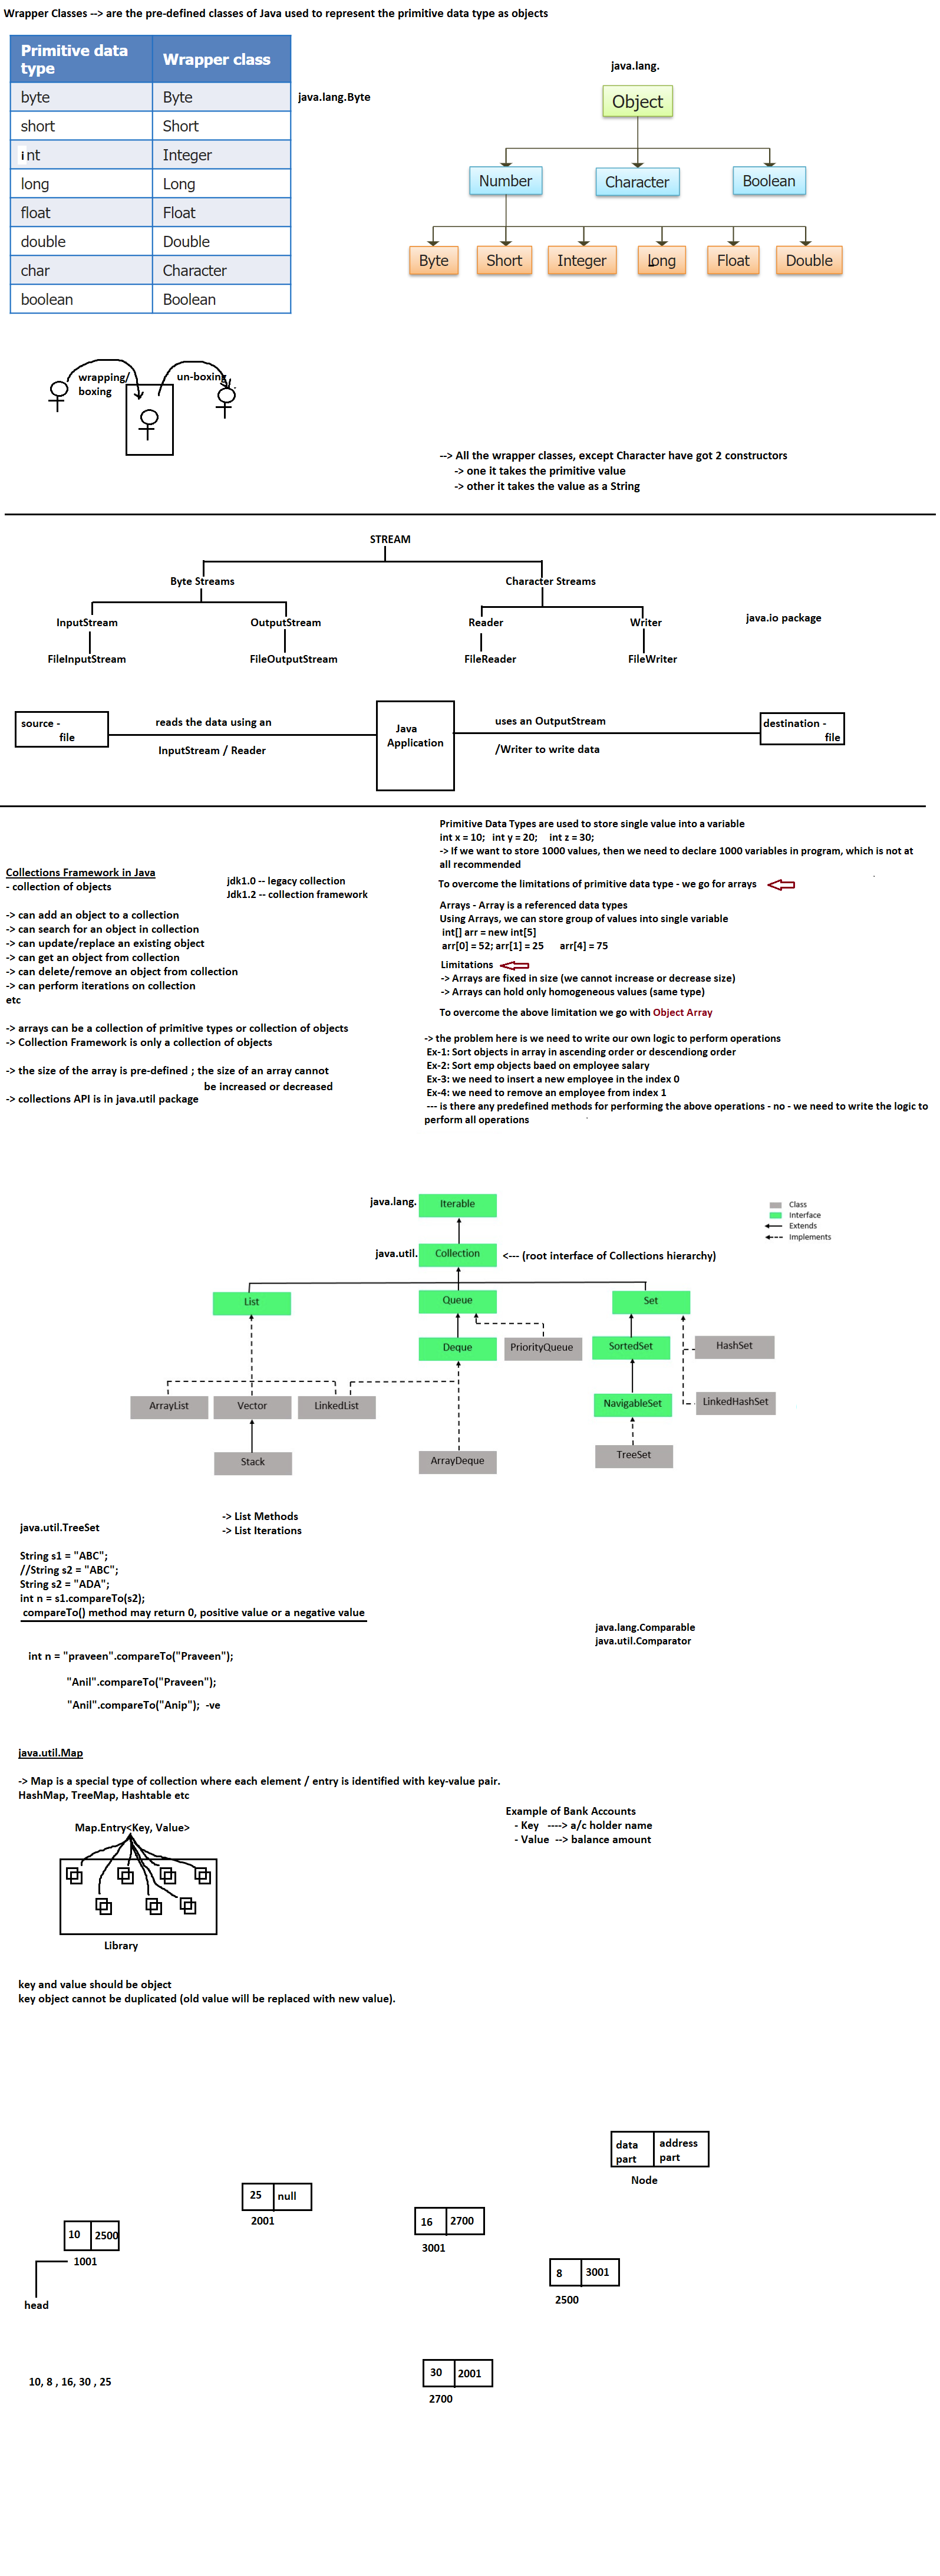 Wrapper Classes --> are the pre-defined classes of Java used to represent the primitive data type as objects
Primitive data type
Wrapper class
byte
Byte
short
Short
int
Integer
long
Long
float
Float
double
Double
char
Character
boolean
Boolean
java.lang.Byte
java.lang.
Object
Number
Character
Boolean
Byte
Short
Integer
Long
Float
Double
wrapping/
boxing
un-boxing
--> All the wrapper classes, except Character have got 2 constructors
-> one it takes the primitive value
-> other it takes the value as a String
STREAM
Byte Streams
Character Streams
InputStream
OutputStream
Reader
Writer
java.io package
FileInputStream
FileOutputStream
FileReader
FileWriter
source -
file
reads the data using an
InputStream / Reader
Java
Application
uses an OutputStream
/Writer to write data
destination -
file
Collections Framework in Java
- collection of objects
jdk1.0 -- legacy collection
Jdk1.2 -- collection framework
-> can add an object to a collection
-> can search for an object in collection
-> can update/replace an existing object
-> can get an object from collection
-> can delete/remove an object from collection
-> can perform iterations on collection
etc
-> arrays can be a collection of primitive types or collection of objects
-> Collection Framework is only a collection of objects
-> the size of the array is pre-defined ; the size of an array cannot
be increased or decreased
-> collections API is in java.util package
Primitive Data Types are used to store single value into a variable
int x = 10; int y = 20; int z = 30;
-> If we want to store 1000 values, then we need to declare 1000 variables in program, which is not at
all recommended
To overcome the limitations of primitive data type - we go for arrays
Arrays - Array is a referenced data types
Using Arrays, we can store group of values into single variable
int[] arr = new int[5]
arr[0] = 52; arr[1] = 25 arr[4] = 75
Limitations
-> Arrays are fixed in size (we cannot increase or decrease size)
-> Arrays can hold only homogeneous values (same type)
To overcome the above limitation we go with Object Array
-> the problem here is we need to write our own logic to perform operations
Ex-1: Sort objects in array in ascending order or descendiong order
Ex-2: Sort emp objects baed on employee salary
Ex-3: we need to insert a new employee in the index 0
Ex-4: we need to remove an employee from index 1
--- is there any predefined methods for performing the above operations - no - we need to write the logic to
perform all operations
java.lang.
Iterable
java.util.
Collection
<--- (root interface of Collections hierarchy)
Class
Interface
Extends
Implements
List
Queue
Set
Deque
PriorityQueue
SortedSet
HashSet
ArrayList
Vector
LinkedList
NavigableSet
LinkedHashSet
Stack
ArrayDeque
TreeSet
-> List Methods
-> List Iterations
java.util.TreeSet
String s1 = "ABC";
//String s2 = "ABC";
String s2 = "ADA";
int n = s1.compareTo(s2);
compareTo() method may return 0, positive value or a negative value
java.lang.Comparable
java.util.Comparator
int n = "praveen".compareTo("Praveen");
"Anil".compareTo("Praveen");
"Anil".compareTo("Anip"); -ve
java.util.Map
-> Map is a special type of collection where each element / entry is identified with key-value pair.
HashMap, TreeMap, Hashtable etc
Example of Bank Accounts
- Key ----> a/c holder name
- Value --> balance amount
Map.Entry<Key, Value>
Library
key and value should be object
key object cannot be duplicated (old value will be replaced with new value).
data
part
address
part
Node
25
null
2001
10
2500
1001
head
16
2700
3001
8
3001
2500
30
2001
2700
10, 8 , 16, 30 , 25